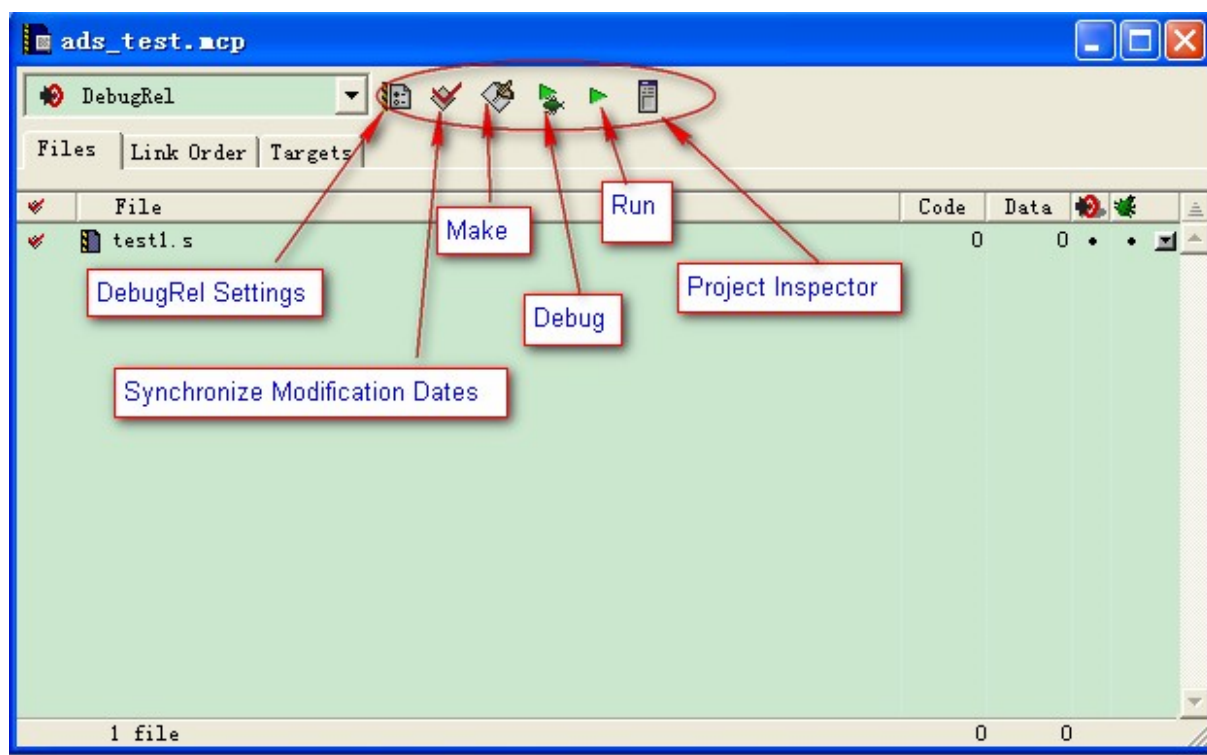 ads_test.mcp
DebugRel
Files Link Order Targets
File Code Data
test1.s 0 0
Run
Make
DebugRel Settings
Project Inspector
Debug
Synchronize Modification Dates
1 file 0 0